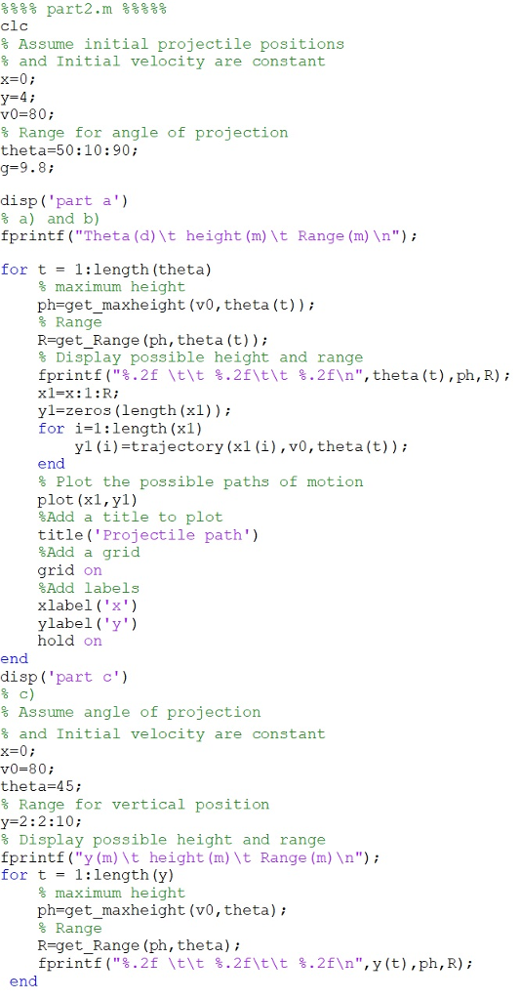 %%%% part2.m %%%%%
clc
% Assume initial projectile positions
% and Initial velocity are constant
x=0;
y=4;
v0=80;
% Range for angle of projection
theta=50:10:90;
g=9.8;
disp('part a')
% a) and b)
fprintf("Theta(d)\t height(m)\t Range(m)\n");
for t = 1:length(theta)
% maximum height
ph=get_maxheight(v0,theta(t));
% Range
R=get_Range(ph,theta(t));
% Display possible height and range
fprintf("%.2f \t\t %.2f\t\t %.2f\n",theta(t),ph,R);
x1=x:1:R;
y1=zeros(length(x1));
for i=1:length(x1)
y1(i)=trajectory(x1(i),v0,theta(t));
end
% Plot the possible paths of motion
plot(x1,y1)
%Add a title to plot
title('Projectile path')
%Add a grid
grid on
%Add labels
xlabel('x')
ylabel('y')
hold on
end
disp('part c')
% c)
% Assume angle of projection
% and Initial velocity are constant
x=0;
v0=80;
theta=45;
% Range for vertical position
y=2:2:10;
% Display possible height and range
fprintf("y(m)\t height(m)\t Range(m)\n");
for t = 1:length(y)
% maximum height
ph=get_maxheight(v0,theta);
% Range
R=get_Range(ph,theta);
fprintf("%.2f \t\t %.2f\t\t %.2f\n",y(t),ph,R);
end